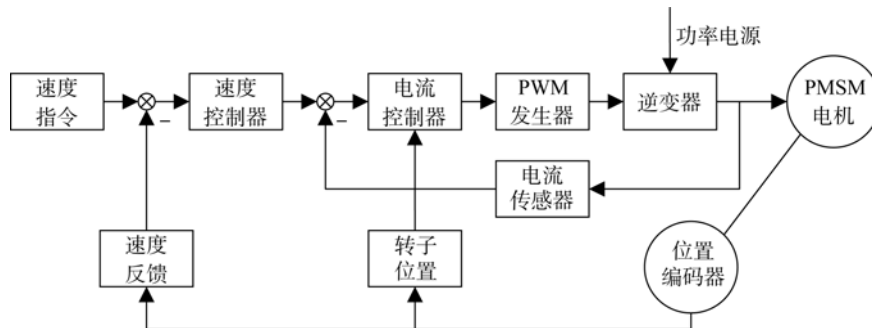 功率电源
速度
指令
速度
控制器
电流
控制器
PWM
发生器
逆变器
PMSM
电机
电流
传感器
速度
反馈
转子
位置
位置
编码器